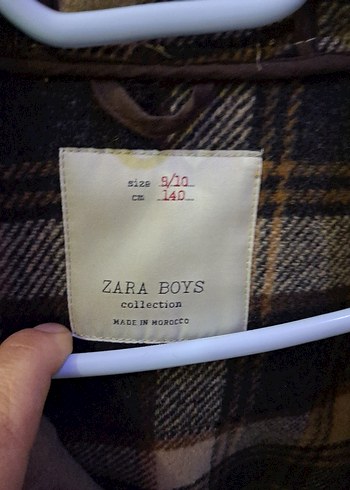 size 9/10
cm 140
ZARA BOYS
collection
MADE IN MOROCCO